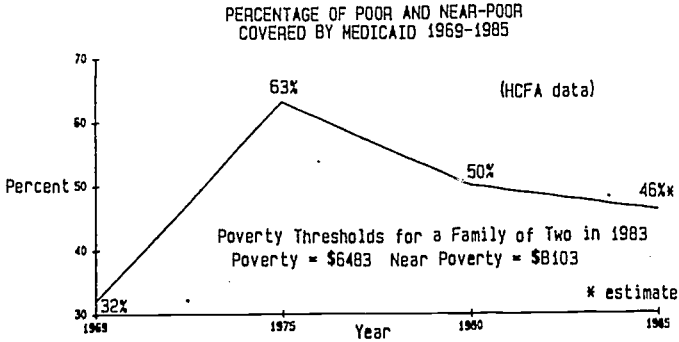 PERCENTAGE OF POOR AND NEAR-POOR
COVERED BY MEDICAID 1969-1985
70
63%
(HCFA data)
60
Percent
50
50%
46%*
Poverty Thresholds for a Family of Two in 1983
Poverty = $6483 Near Poverty = $8103
40
* estimate
32%
30
1969
1975
1980
1985
Year